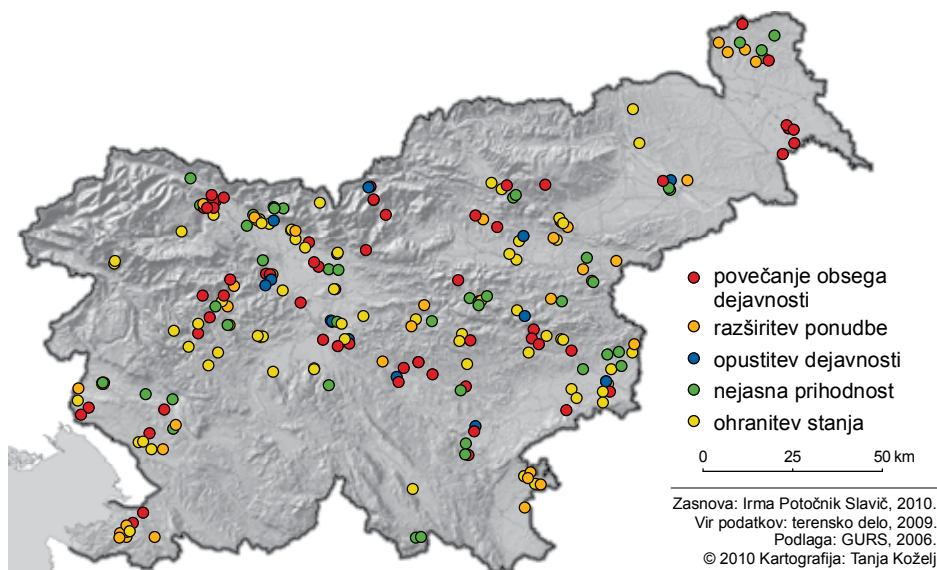 povečanje obsega
dejavnosti
razširitev ponudbe
opustitev dejavnosti
nejasna prihodnost
ohranitev stanja
0 25 50 km
Zasnova: Irma Potočnik Slavič, 2010.
Vir podatkov: terensko delo, 2009.
Podlaga: GURS, 2006.
© 2010 Kartografija: Tanja Koželj